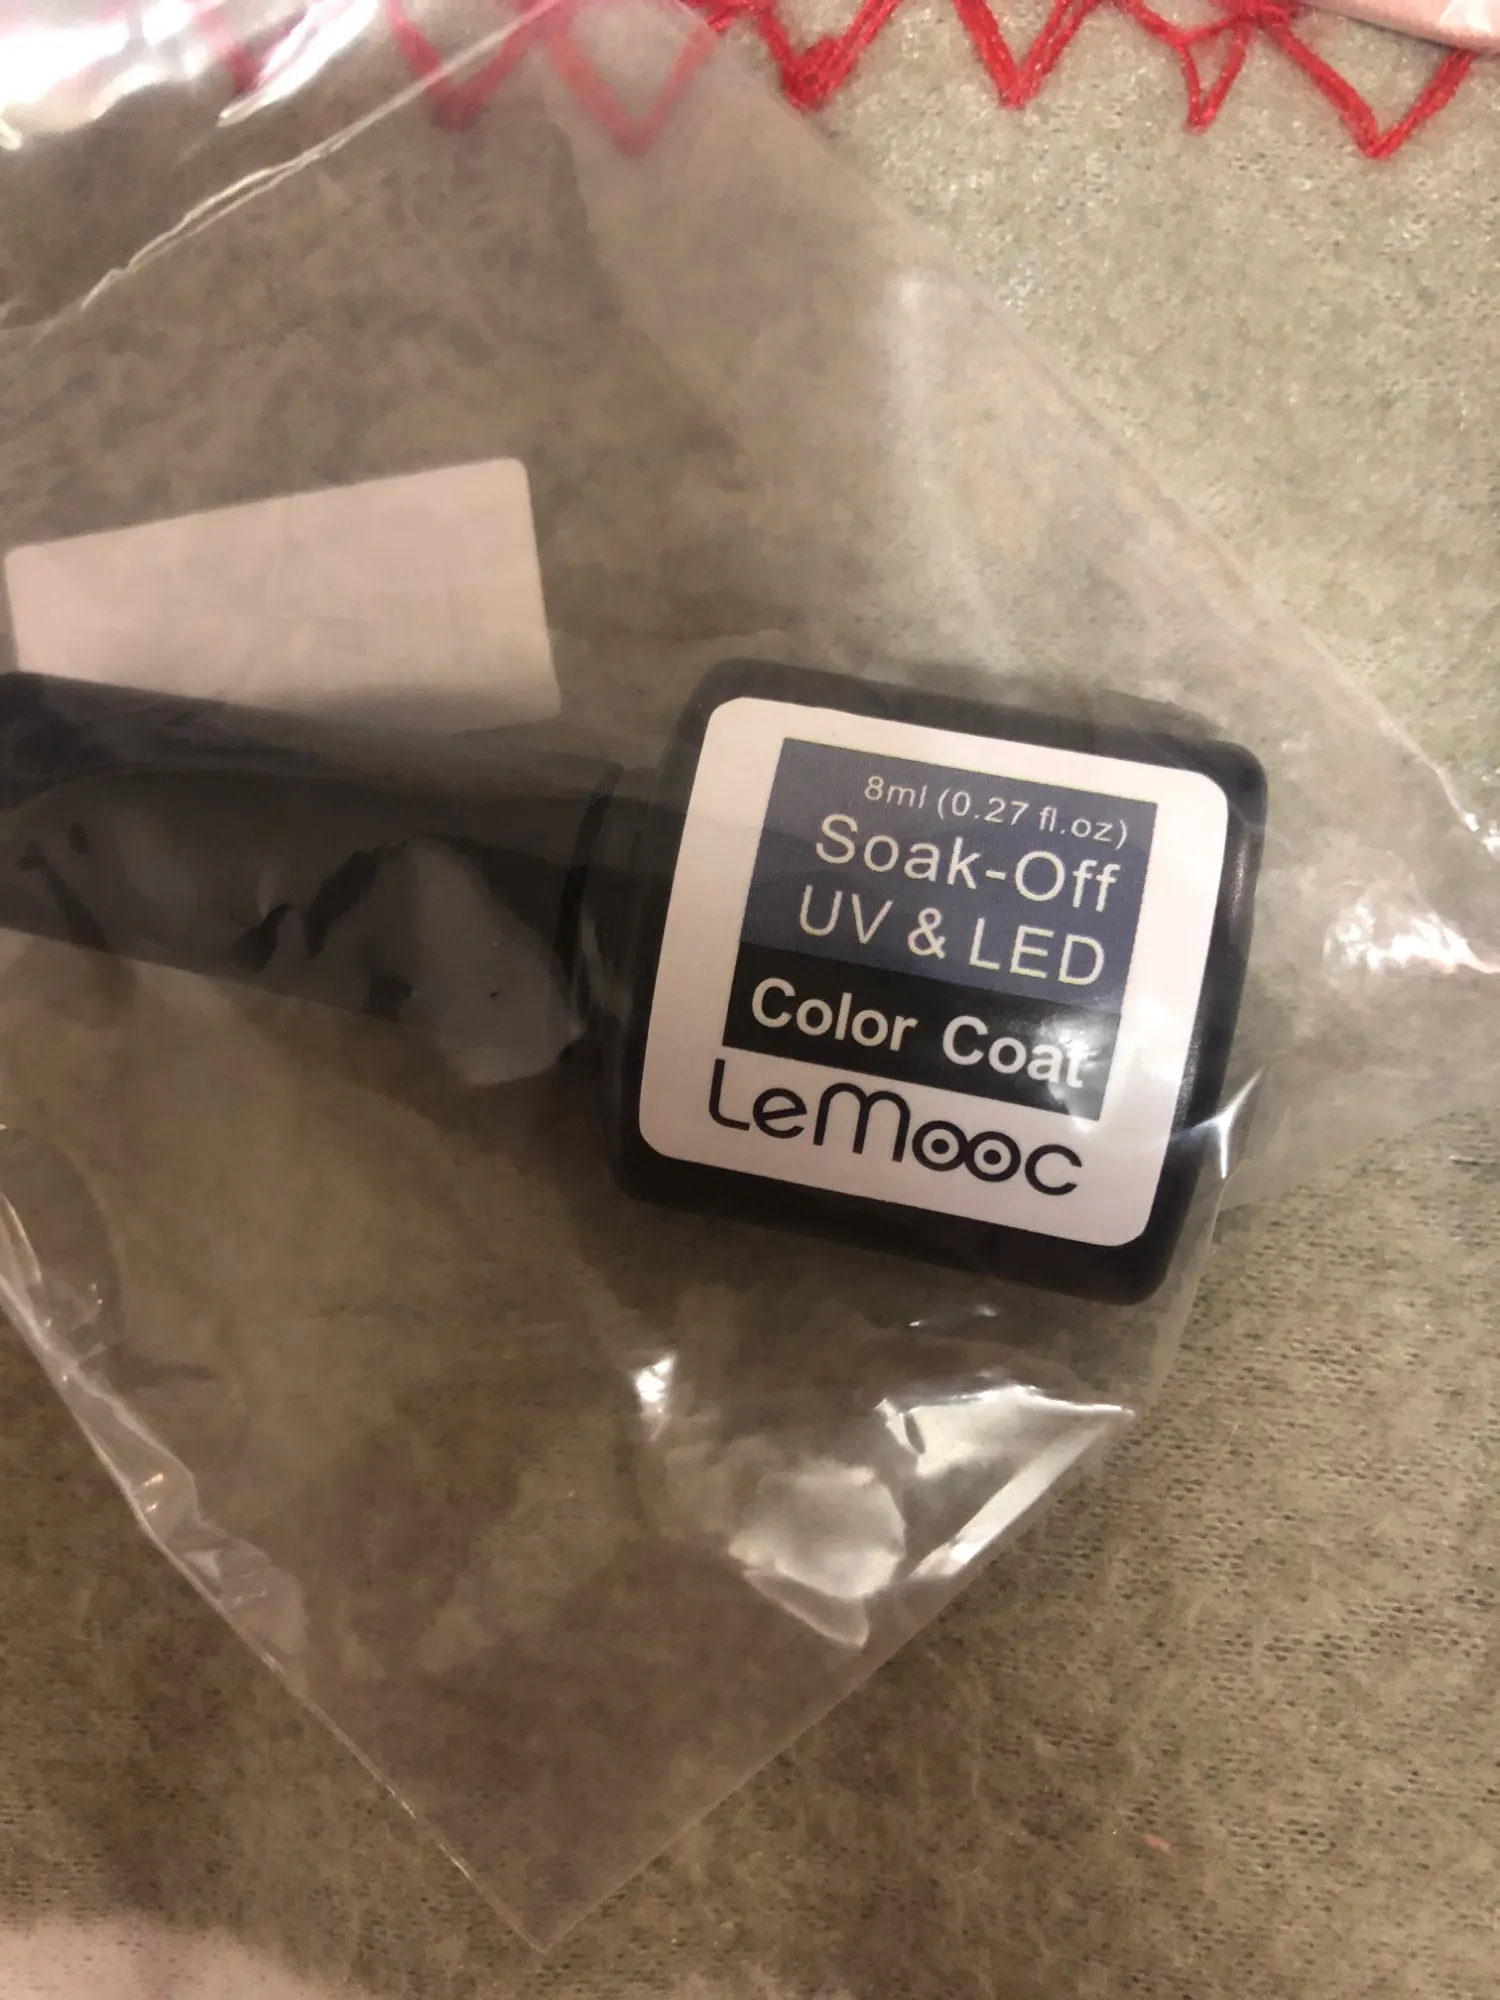 8ml (0.27 fl.oz)
Soak-Off
UV & LED
Color Coat
LeMooc